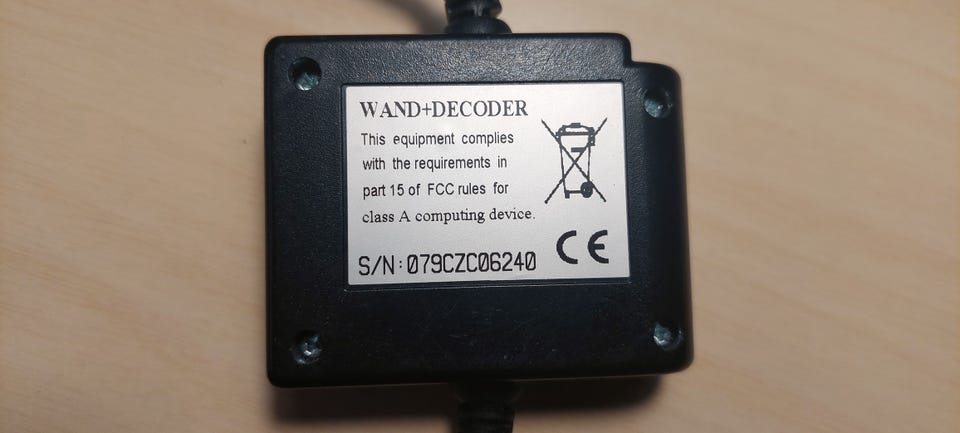 WAND+DECODER
This equipment complies
with the requirements in
part 15 of FCC rules for
class A computing device.
CE
S/N:079CZC06240